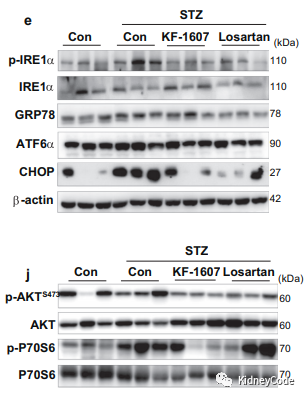 e
STZ
Con Con KF-1607 Losartan (kDa)
p-IRE1α 110
IRE1α 110
GRP78 78
ATF6α 90
CHOP 27
β-actin 42
j
STZ
Con Con KF-1607 Losartan (kDa)
p-AKTS473 60
AKT 60
p-P70S6 70
P70S6 70
KidneyCode